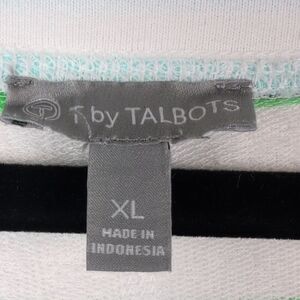 T by TALBOTS
XL
MADE IN
INDONESIA